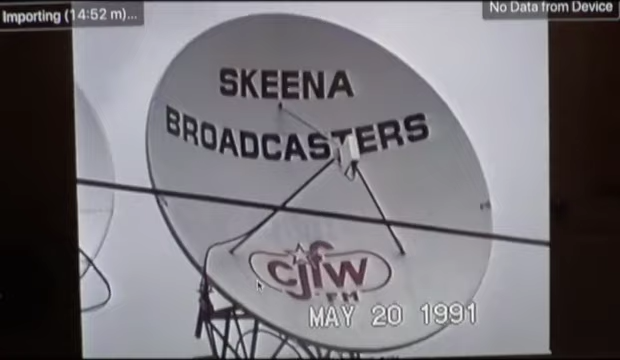 Importing (14:52 m)...
No Data from Device
SKEENA
BROADCASTERS
cjfw
FM
MAY 20 1991